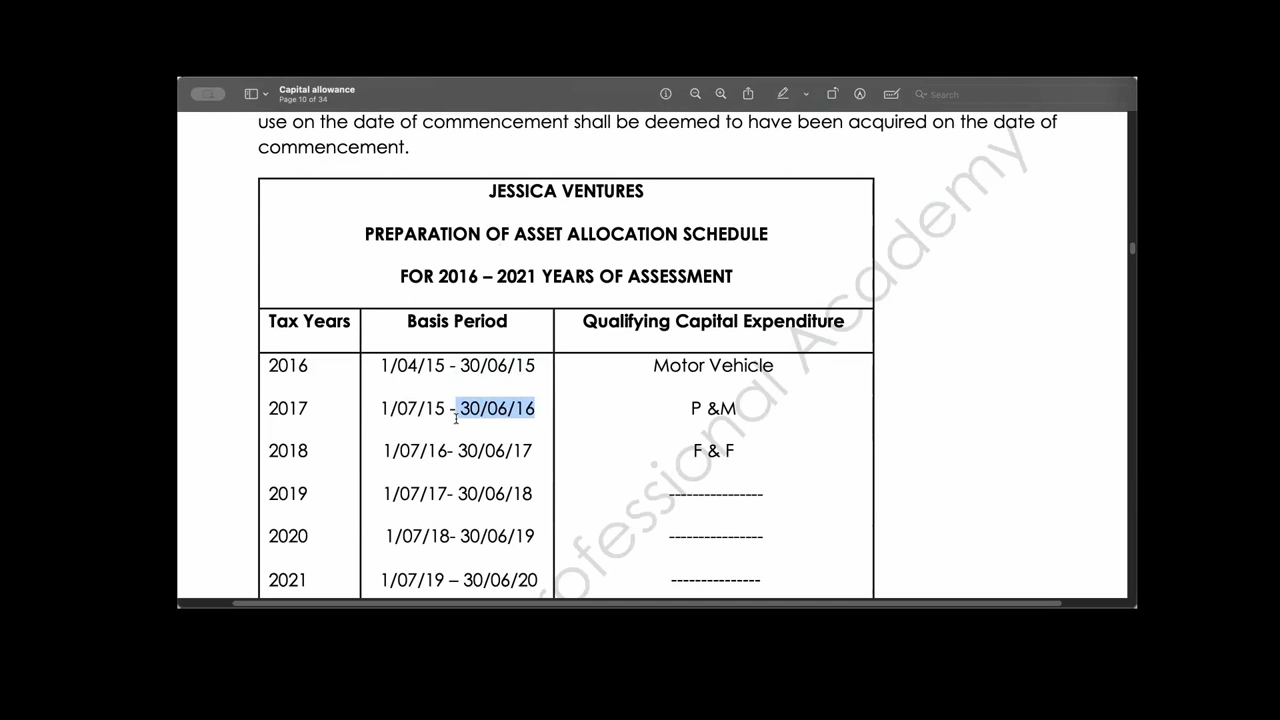 Capital allowance
Page 10 of 34
Search
use on the date of commencement shall be deemed to have been acquired on the date of
commencement.
JESSICA VENTURES
PREPARATION OF ASSET ALLOCATION SCHEDULE
FOR 2016 – 2021 YEARS OF ASSESSMENT
Tax Years Basis Period Qualifying Capital Expenditure
2016 1/04/15 - 30/06/15 Motor Vehicle
2017 1/07/15 - 30/06/16 P &M
2018 1/07/16- 30/06/17 F & F
2019 1/07/17- 30/06/18 ----------------
2020 1/07/18- 30/06/19 ----------------
2021 1/07/19 – 30/06/20 ---------------
ofessional Academy